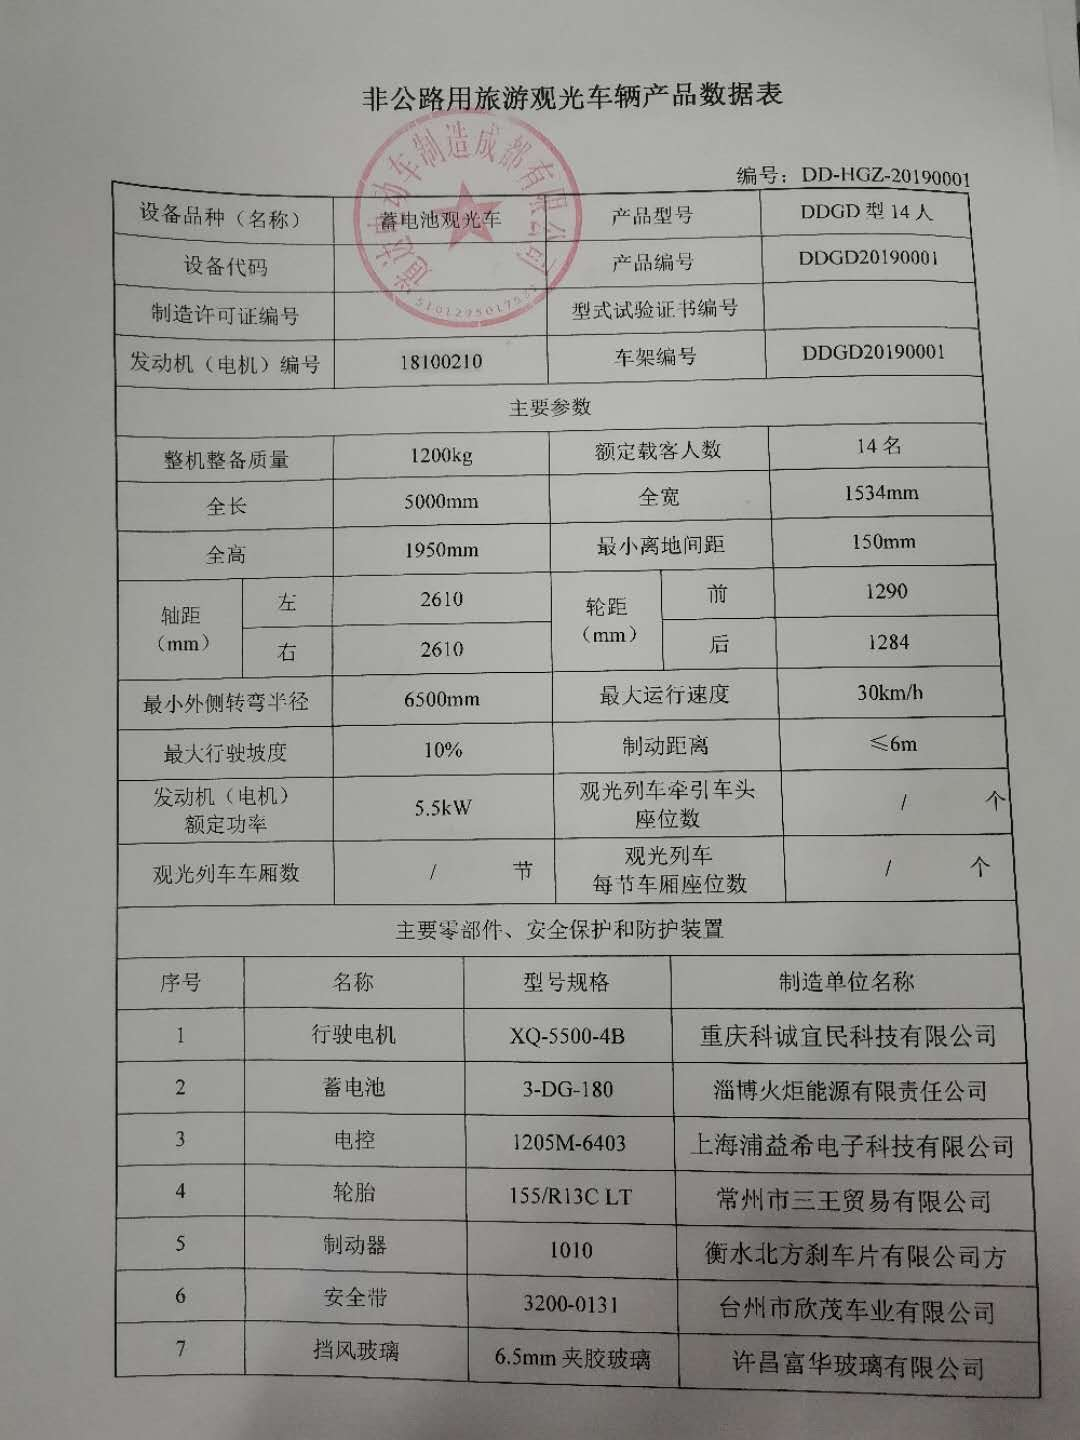 非公路用旅游观光车辆产品数据表
编号：DD-HGZ-20190001
设备品种（名称） 蓄电池观光车 产品型号 DDGD 型 14 人
设备代码 产品编号 DDGD20190001
制造许可证编号 型式试验证书编号
发动机（电机）编号 18100210 车架编号 DDGD20190001
电动车制造成都有限公司
主要参数
整机整备质量 1200kg 额定载客人数 14 名
全长 5000mm 全宽 1534mm
全高 1950mm 最小离地间距 150mm
轴距（mm） 左 2610 轮距（mm） 前 1290
右 2610 后 1284
最小外侧转弯半径 6500mm 最大运行速度 30km/h
最大行驶坡度 10% 制动距离 ≤6m
发动机（电机）额定功率 5.5kW 观光列车牵引车头座位数 / 个
观光列车车厢数 / 节 观光列车每节车厢座位数 / 个
主要零部件、安全保护和防护装置
序号 名称 型号规格 制造单位名称
1 行驶电机 XQ-5500-4B 重庆科诚宜民科技有限公司
2 蓄电池 3-DG-180 淄博火炬能源有限责任公司
3 电控 1205M-6403 上海浦益希电子科技有限公司
4 轮胎 155/R13C LT 常州市三王贸易有限公司
5 制动器 1010 衡水北方刹车片有限公司方
6 安全带 3200-0131 台州市欣茂车业有限公司
7 挡风玻璃 6.5mm 夹胶玻璃 许昌富华玻璃有限公司